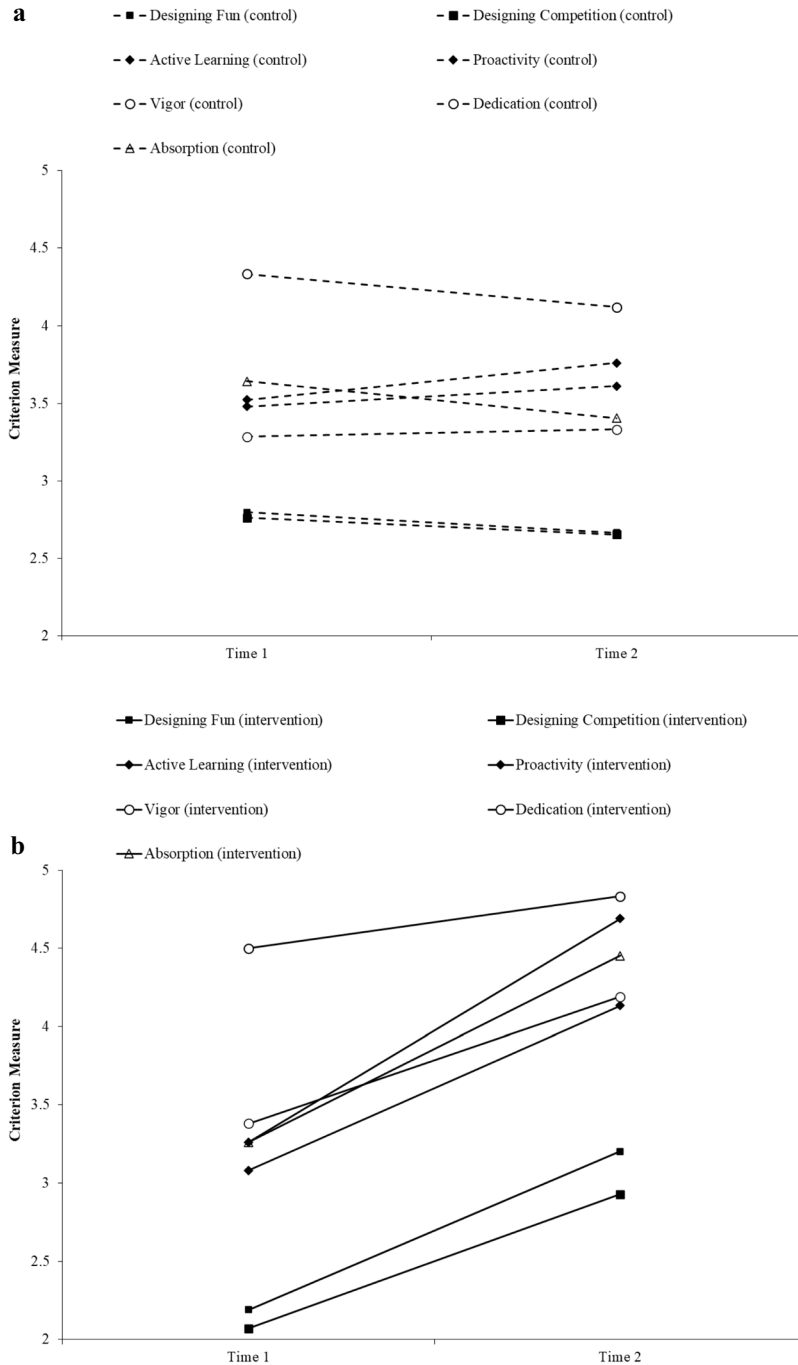 a
Designing Fun (control) Designing Competition (control)
Active Learning (control) Proactivity (control)
Vigor (control) Dedication (control)
Absorption (control)
5
4.5
4
3.5
3
2.5
2
Criterion Measure
Time 1 Time 2
Designing Fun (intervention) Designing Competition (intervention)
Active Learning (intervention) Proactivity (intervention)
Vigor (intervention) Dedication (intervention)
b
Absorption (intervention)
5
4.5
4
3.5
3
2.5
2
Criterion Measure
Time 1 Time 2